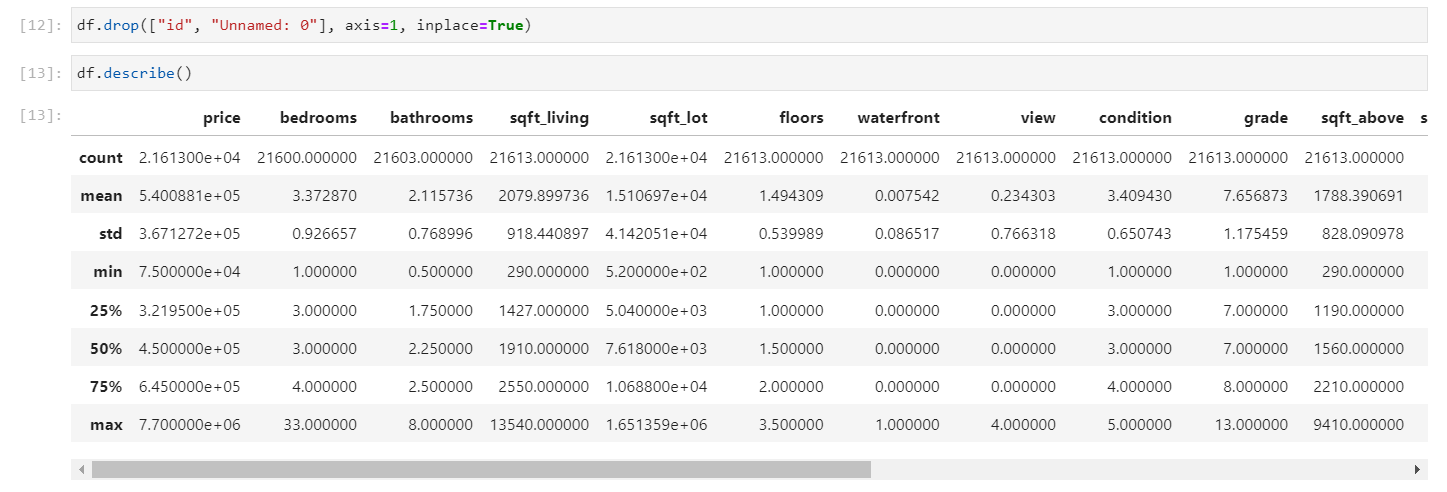 [12]: df.drop(["id", "Unnamed: 0"], axis=1, inplace=True)
[13]: df.describe()
[13]:
price bedrooms bathrooms sqft_living sqft_lot floors waterfront view condition grade sqft_above s
count 2.161300e+04 21600.000000 21603.000000 21613.000000 2.161300e+04 21613.000000 21613.000000 21613.000000 21613.000000 21613.000000 21613.000000
mean 5.400881e+05 3.372870 2.115736 2079.899736 1.510697e+04 1.494309 0.007542 0.234303 3.409430 7.656873 1788.390691
std 3.671272e+05 0.926657 0.768996 918.440897 4.142051e+04 0.539989 0.086517 0.766318 0.650743 1.175459 828.090978
min 7.500000e+04 1.000000 0.500000 290.000000 5.200000e+02 1.000000 0.000000 0.000000 1.000000 1.000000 290.000000
25% 3.219500e+05 3.000000 1.750000 1427.000000 5.040000e+03 1.000000 0.000000 0.000000 3.000000 7.000000 1190.000000
50% 4.500000e+05 3.000000 2.250000 1910.000000 7.618000e+03 1.500000 0.000000 0.000000 3.000000 7.000000 1560.000000
75% 6.450000e+05 4.000000 2.500000 2550.000000 1.068800e+04 2.000000 0.000000 0.000000 4.000000 8.000000 2210.000000
max 7.700000e+06 33.000000 8.000000 13540.000000 1.651359e+06 3.500000 1.000000 4.000000 5.000000 13.000000 9410.000000